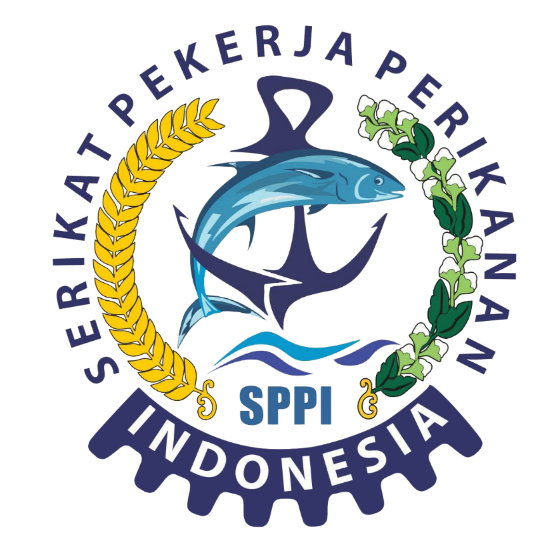 SERIKAT PEKERJA PERIKANAN
SPPI
INDONESIA